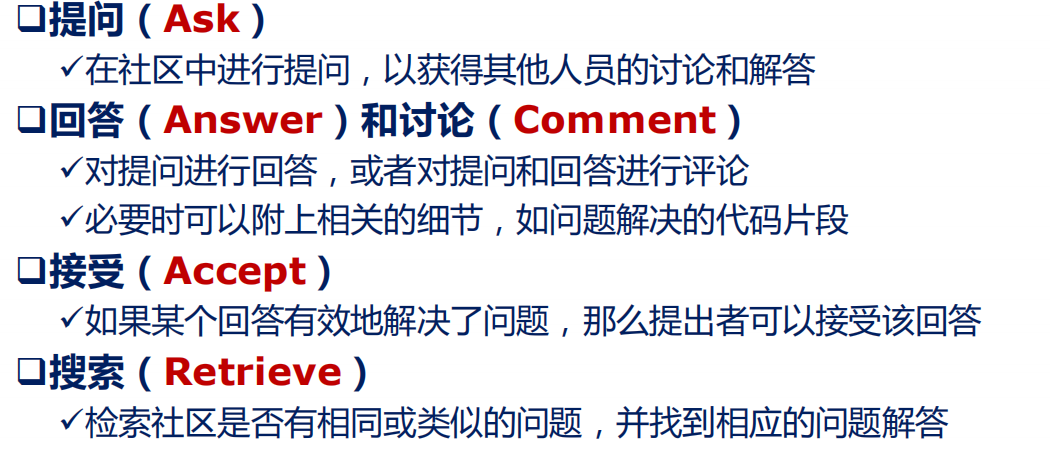 ❑提问（Ask）
✓在社区中进行提问，以获得其他人员的讨论和解答
❑回答（Answer）和讨论（Comment）
✓对提问进行回答，或者对提问和回答进行评论
✓必要时可以附上相关的细节，如问题解决的代码片段
❑接受（Accept）
✓如果某个回答有效地解决了问题，那么提出者可以接受该回答
❑搜索（Retrieve）
✓检索社区是否有相同或类似的问题，并找到相应的问题解答